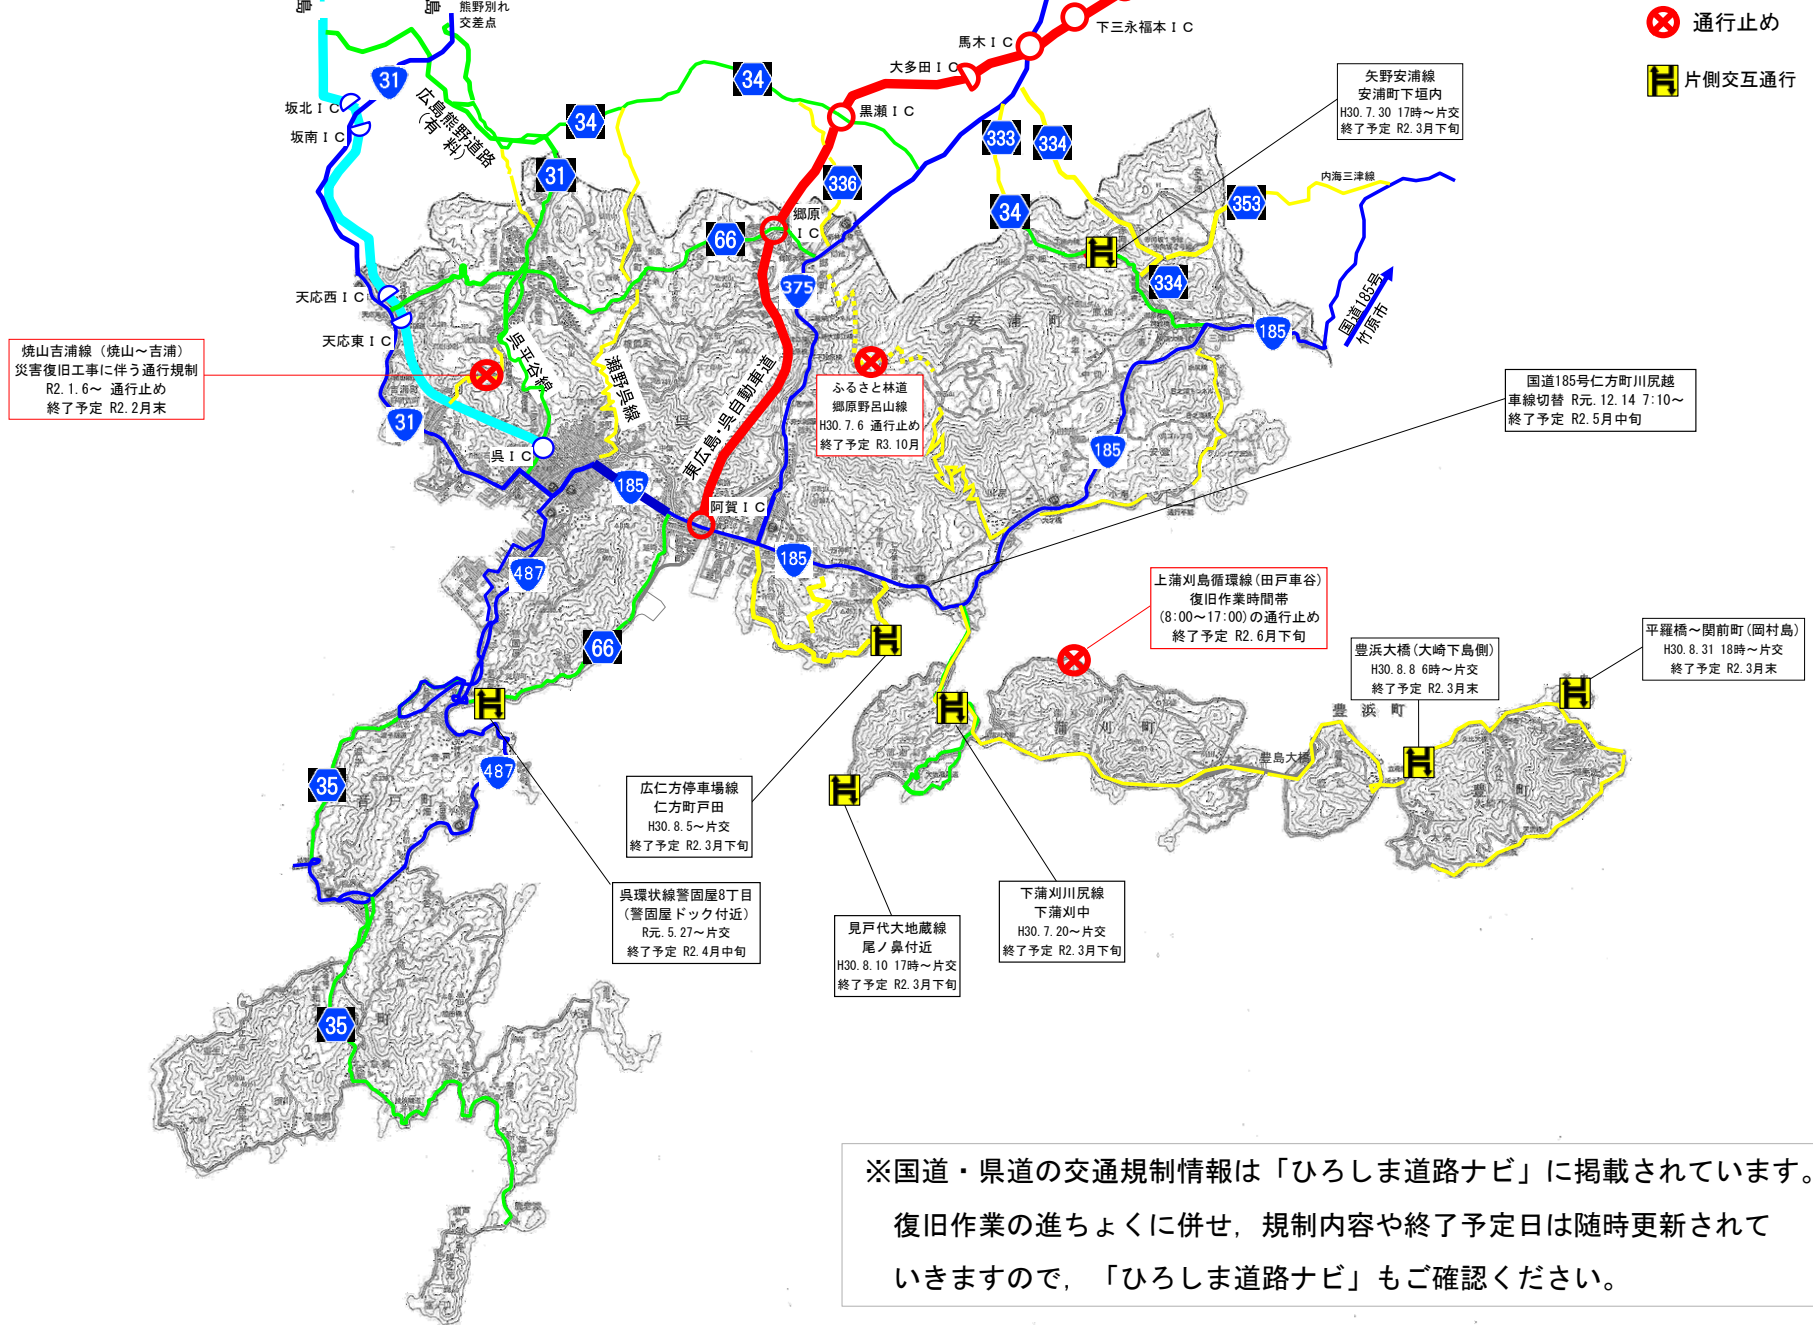 島
島
熊野別れ
交差点
通行止め
片側交互通行
下三永福本ＩＣ
馬木ＩＣ
大多田ＩＣ
黒瀬ＩＣ
坂北ＩＣ
坂南ＩＣ
31
広島熊野道路
（有料）
34
34
31
336
333
334
34
353
内海三津線
矢野安浦線
安浦町下垣内
H30.7.30 17時～片交
終了予定 R2.3月下旬
66
郷原
ＩＣ
375
334
185
国道185号
竹原市
安浦町
天応西ＩＣ
天応東ＩＣ
焼山吉浦線（焼山～吉浦）
災害復旧工事に伴う通行規制
R2.1.6～ 通行止め
終了予定 R2.2月末
呉平谷線
瀬野呉線
呉
東広島・呉自動車道
ふるさと林道
郷原野呂山線
H30.7.6 通行止め
終了予定 R3.10月
国道185号仁方町川尻越
車線切替 R元.12.14 7:10～
終了予定 R2.5月中旬
31
呉ＩＣ
185
阿賀ＩＣ
185
185
487
66
上蒲刈島循環線(田戸車谷)
復旧作業時間帯
(8:00～17:00)の通行止め
終了予定 R2.6月下旬
豊浜大橋(大崎下島側)
H30.8.8 6時～片交
終了予定 R2.3月末
平羅橋～関前町(岡村島)
H30.8.31 18時～片交
終了予定 R2.3月末
豊浜町
蒲刈町
豊島大橋
豊町
35
487
音戸町
広仁方停車場線
仁方町戸田
H30.8.5～片交
終了予定 R2.3月下旬
呉環状線警固屋8丁目
（警固屋ドック付近）
R元.5.27～片交
終了予定 R2.4月中旬
見戸代大地蔵線
尾ノ鼻付近
H30.8.10 17時～片交
終了予定 R2.3月下旬
下蒲刈川尻線
下蒲刈中
H30.7.20～片交
終了予定 R2.3月下旬
35
町
※国道・県道の交通規制情報は「ひろしま道路ナビ」に掲載されています。
復旧作業の進ちょくに併せ，規制内容や終了予定日は随時更新されて
いきますので，「ひろしま道路ナビ」もご確認ください。